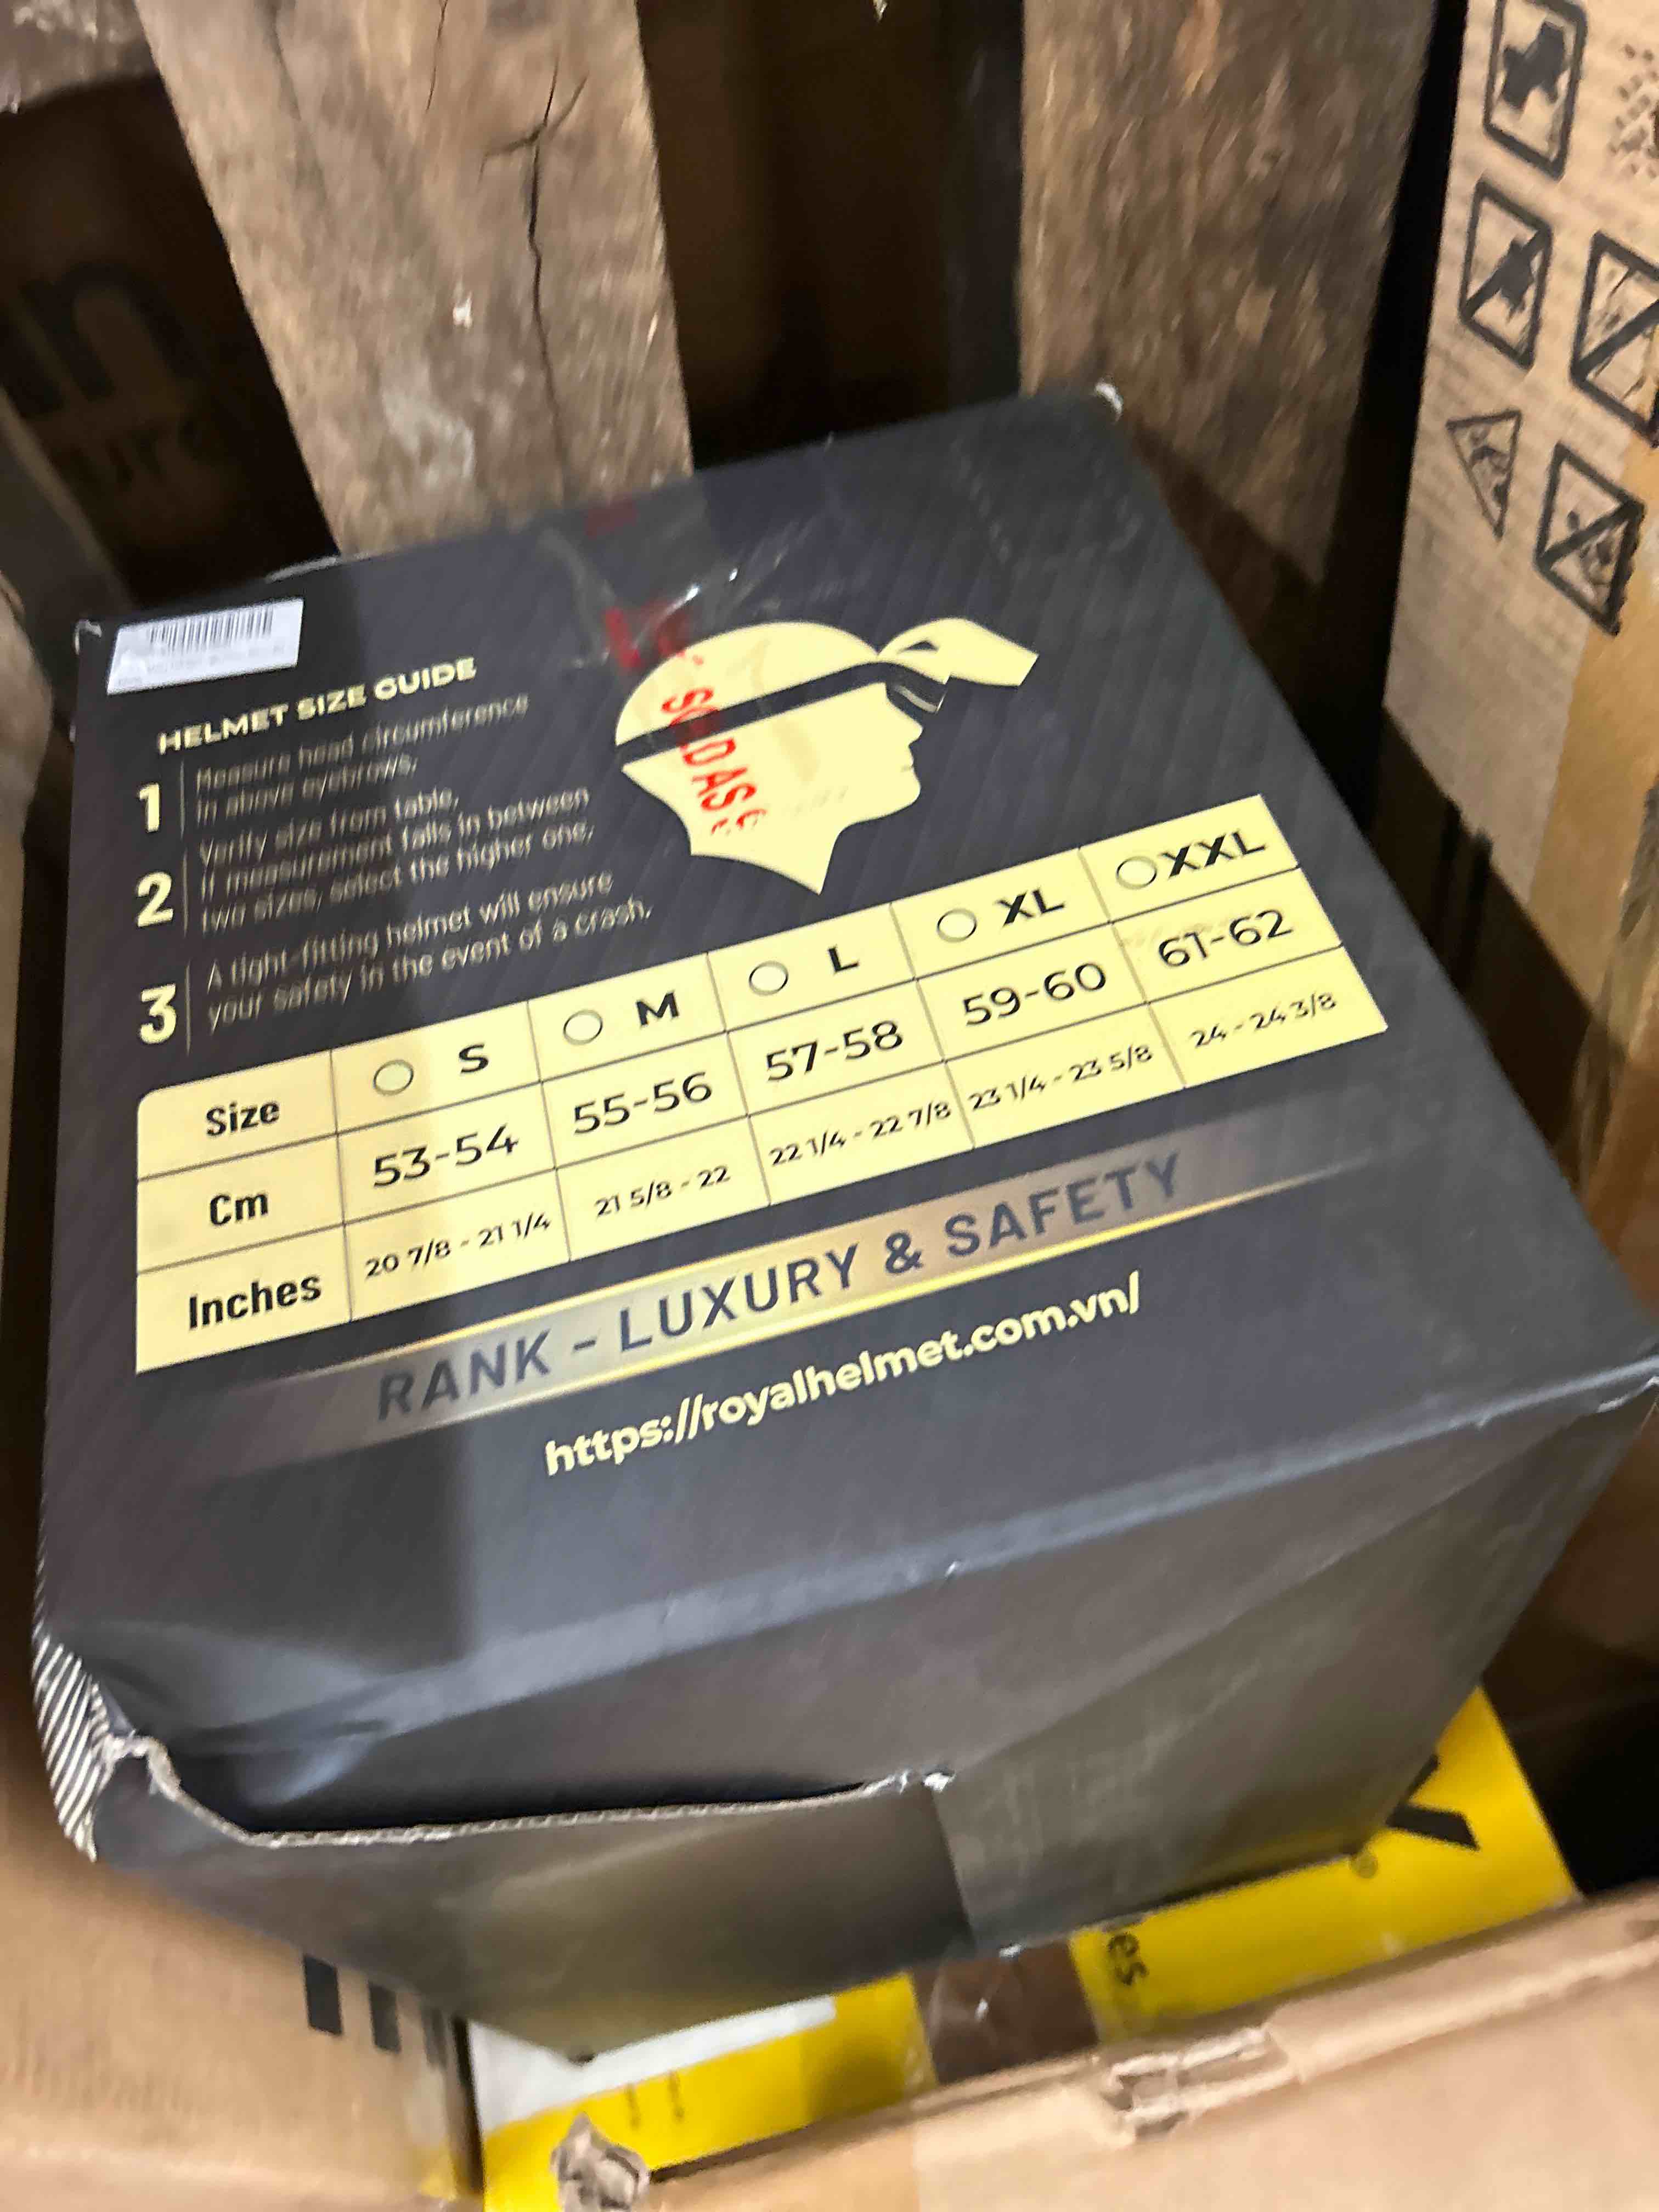 HELMET SIZE GUIDE
1
Measure head circumference
in above eyebrows.
2
Verify size from table,
If measurement falls in between
two sizes, select the higher one.
3
A tight-fitting helmet will ensure
your safety in the event of a crash.
Size S M L XL XXL
Cm 53-54 55-56 57-58 59-60 61-62
Inches 20 7/8 - 21 1/4 21 5/8 - 22 22 1/4 - 22 7/8 23 1/4 - 23 5/8 24 - 24 3/8
RANK - LUXURY & SAFETY
https://royalhelmet.com.vn/
SOLD AS
es